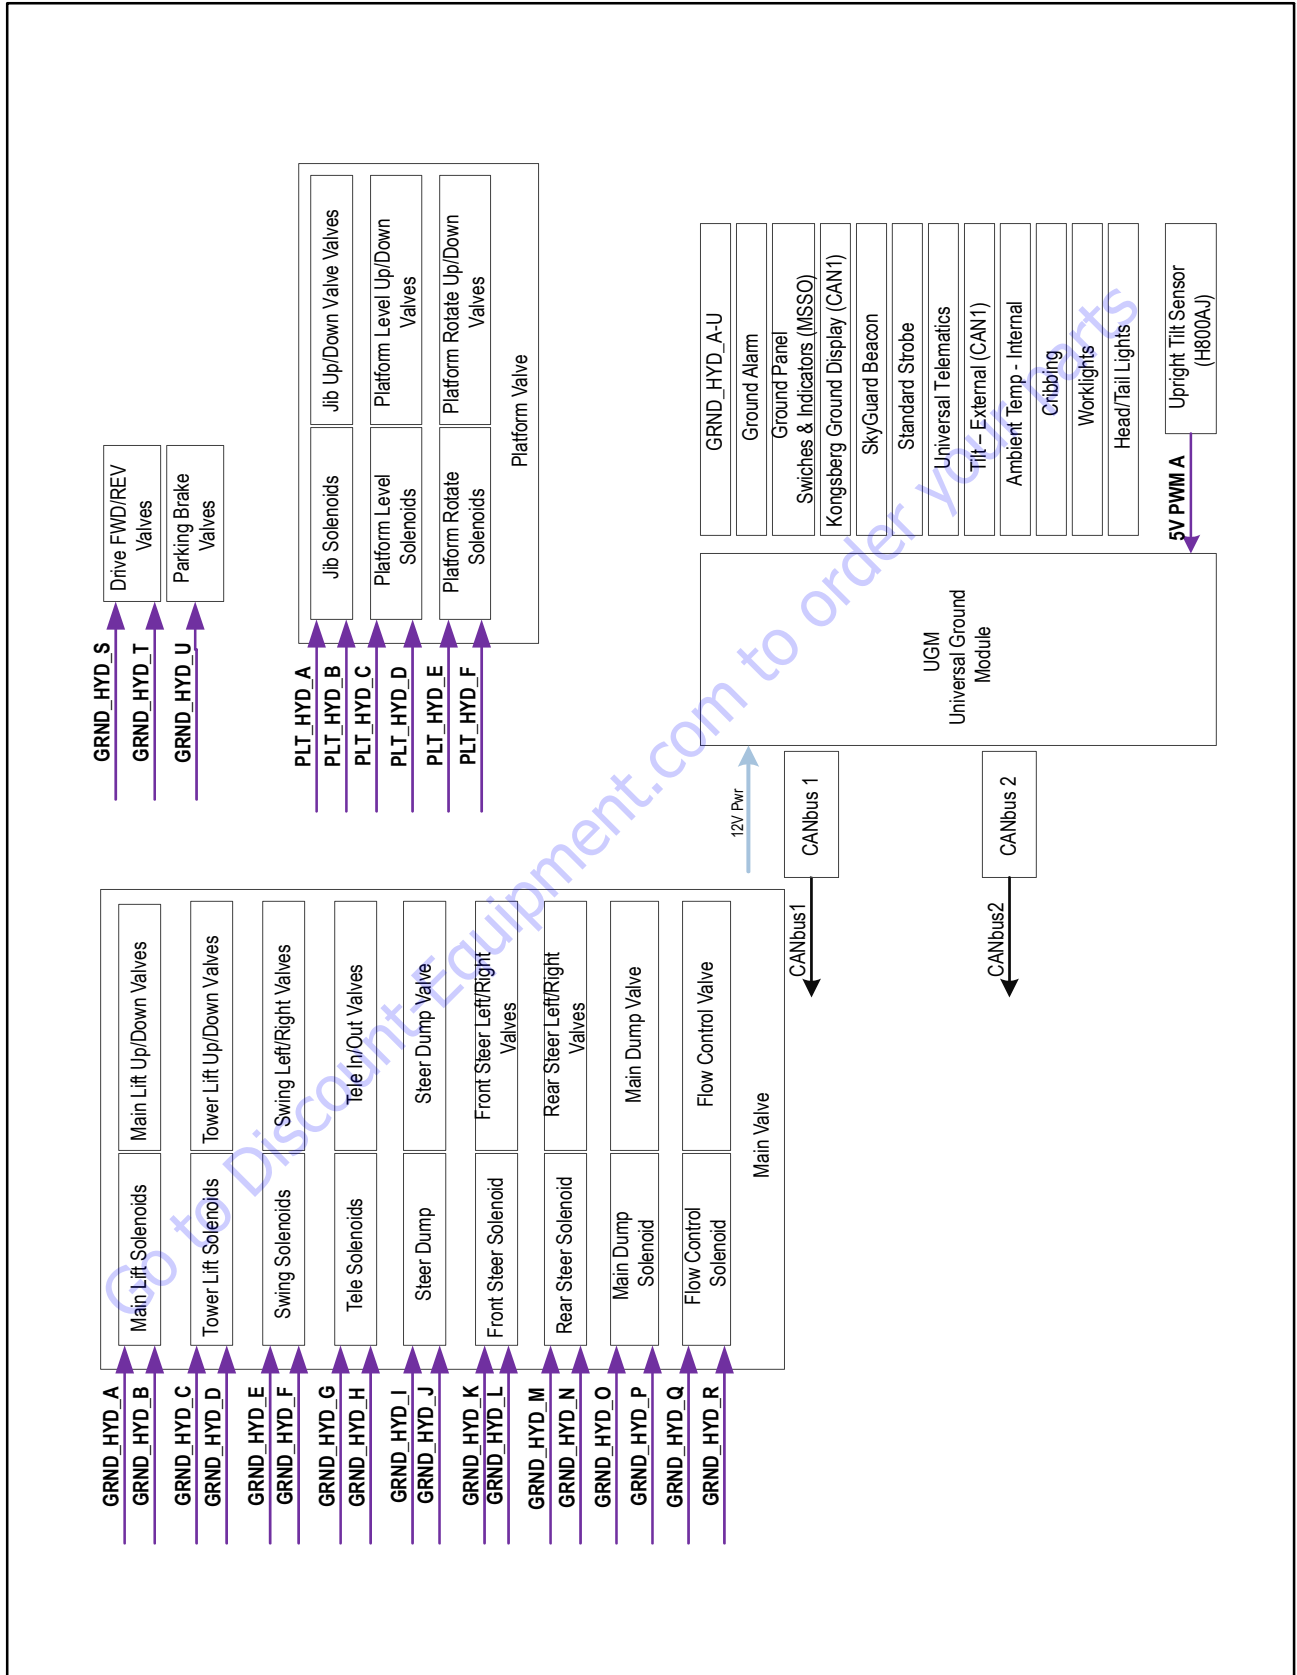 GRND_HYD_S
GRND_HYD_T
GRND_HYD_U
Drive FWD/REV
Valves
Parking Brake
Valves
PLT_HYD_A
PLT_HYD_B
PLT_HYD_C
PLT_HYD_D
PLT_HYD_E
PLT_HYD_F
Jib Solenoids
Jib Up/Down Valve Valves
Platform Level
Solenoids
Platform Level Up/Down
Valves
Platform Rotate
Solenoids
Platform Rotate Up/Down
Valves
Platform Valve
GRND_HYD_A
GRND_HYD_B
GRND_HYD_C
GRND_HYD_D
GRND_HYD_E
GRND_HYD_F
GRND_HYD_G
GRND_HYD_H
GRND_HYD_I
GRND_HYD_J
GRND_HYD_K
GRND_HYD_L
GRND_HYD_M
GRND_HYD_N
GRND_HYD_O
GRND_HYD_P
GRND_HYD_Q
GRND_HYD_R
Main Lift Solenoids
Main Lift Up/Down Valves
Tower Lift Solenoids
Tower Lift Up/Down Valves
Swing Solenoids
Swing Left/Right Valves
Tele Solenoids
Tele In/Out Valves
Steer Dump
Steer Dump Valve
Front Steer Solenoid
Front Steer Left/Right
Valves
Rear Steer Solenoid
Rear Steer Left/Right
Valves
Main Dump
Solenoid
Main Dump Valve
Flow Control
Solenoid
Flow Control Valve
Main Valve
12V Pwr
CANbus 1
CANbus1
CANbus 2
CANbus2
UGM
Universal Ground
Module
GRND_HYD_A-U
Ground Alarm
Ground Panel
Swiches & Indicators (MSSO)
Kongsberg Ground Display (CAN1)
SkyGuard Beacon
Standard Strobe
Universal Telematics
Tilt – External (CAN1)
Ambient Temp - Internal
Cribbing
Worklights
Head/Tail Lights
5V PWM A
Upright Tilt Sensor
(H800AJ)
Go to Discount-Equipment.com to order your parts